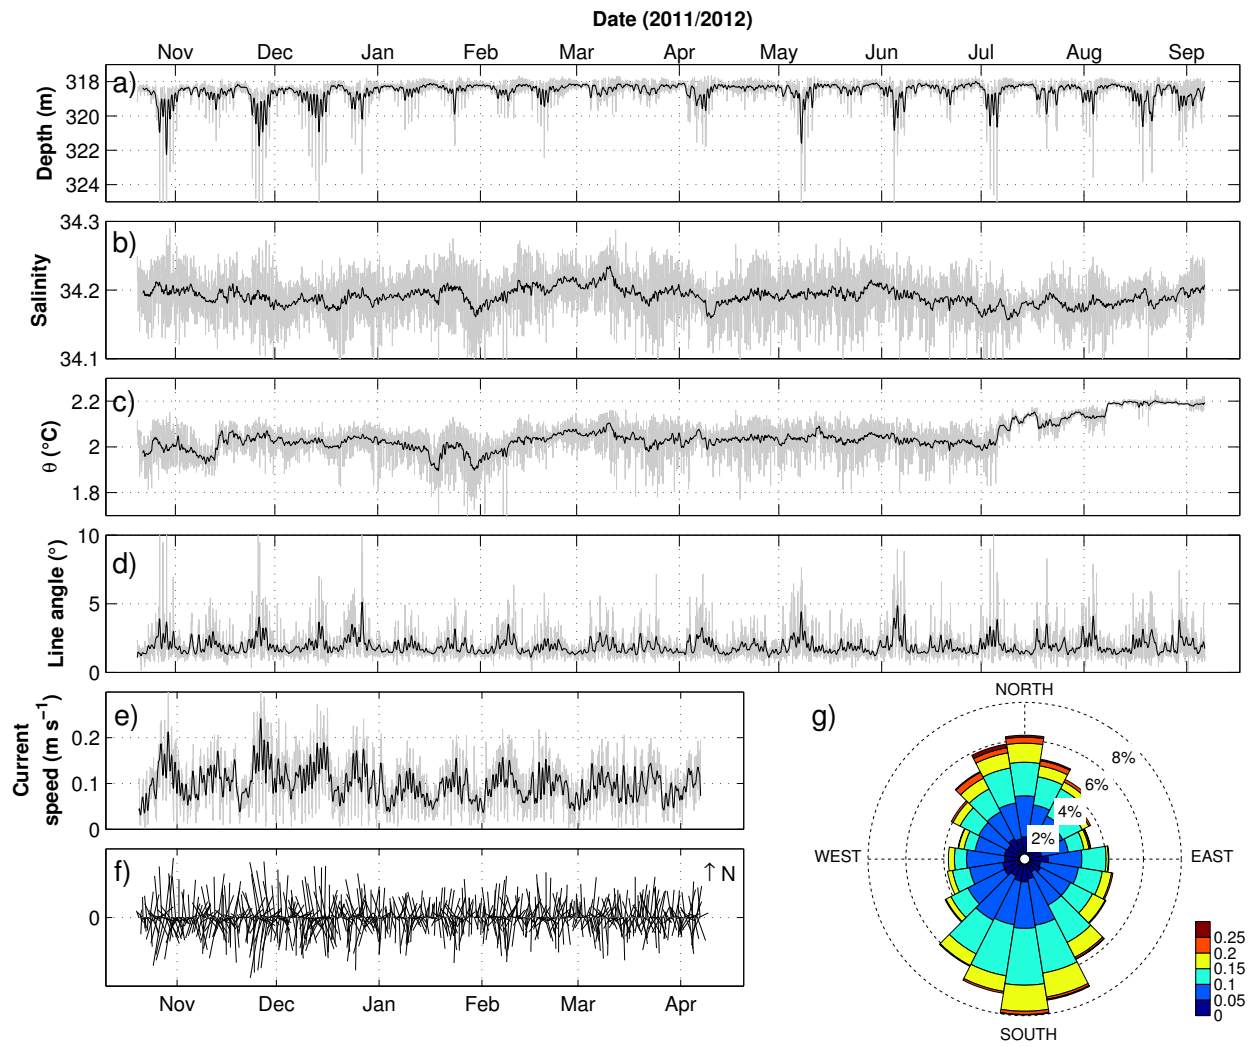 Date (2011/2012)
Nov Dec Jan Feb Mar Apr May Jun Jul Aug Sep
a)
Depth (m)
318
320
322
324
b)
Salinity
34.3
34.2
34.1
c)
θ (°C)
2.2
2
1.8
d)
Line angle (°)
10
5
0
e)
Current
speed (m s⁻¹)
0.2
0.1
0
f)
↑ N
0
Nov Dec Jan Feb Mar Apr
g)
NORTH
8%
6%
4%
2%
WEST
EAST
SOUTH
0.25
0.2
0.15
0.1
0.05
0